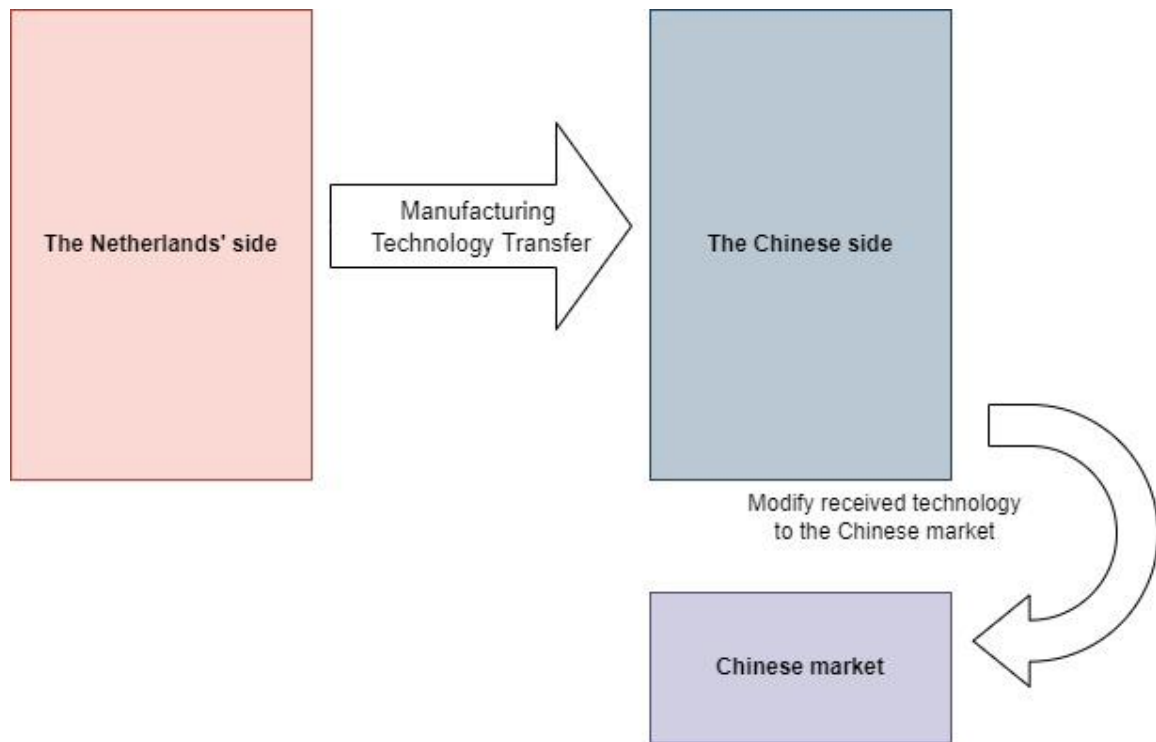 The Netherlands' side
Manufacturing
Technology Transfer
The Chinese side
Modify received technology
to the Chinese market
Chinese market